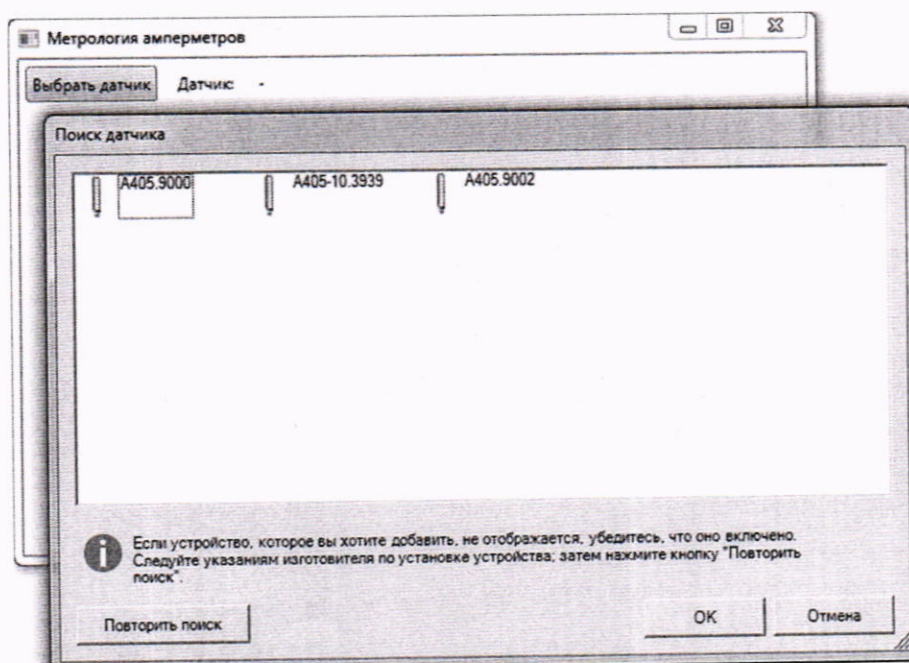 Метрология амперметров
Выбрать датчик Датчик: -
Поиск датчика
A405.9000 A405-10.3939 A405.9002
Если устройство, которое вы хотите добавить, не отображается, убедитесь, что оно включено.
Следуйте указаниям изготовителя по установке устройства; затем нажмите кнопку "Повторить
поиск".
Повторить поиск OK Отмена